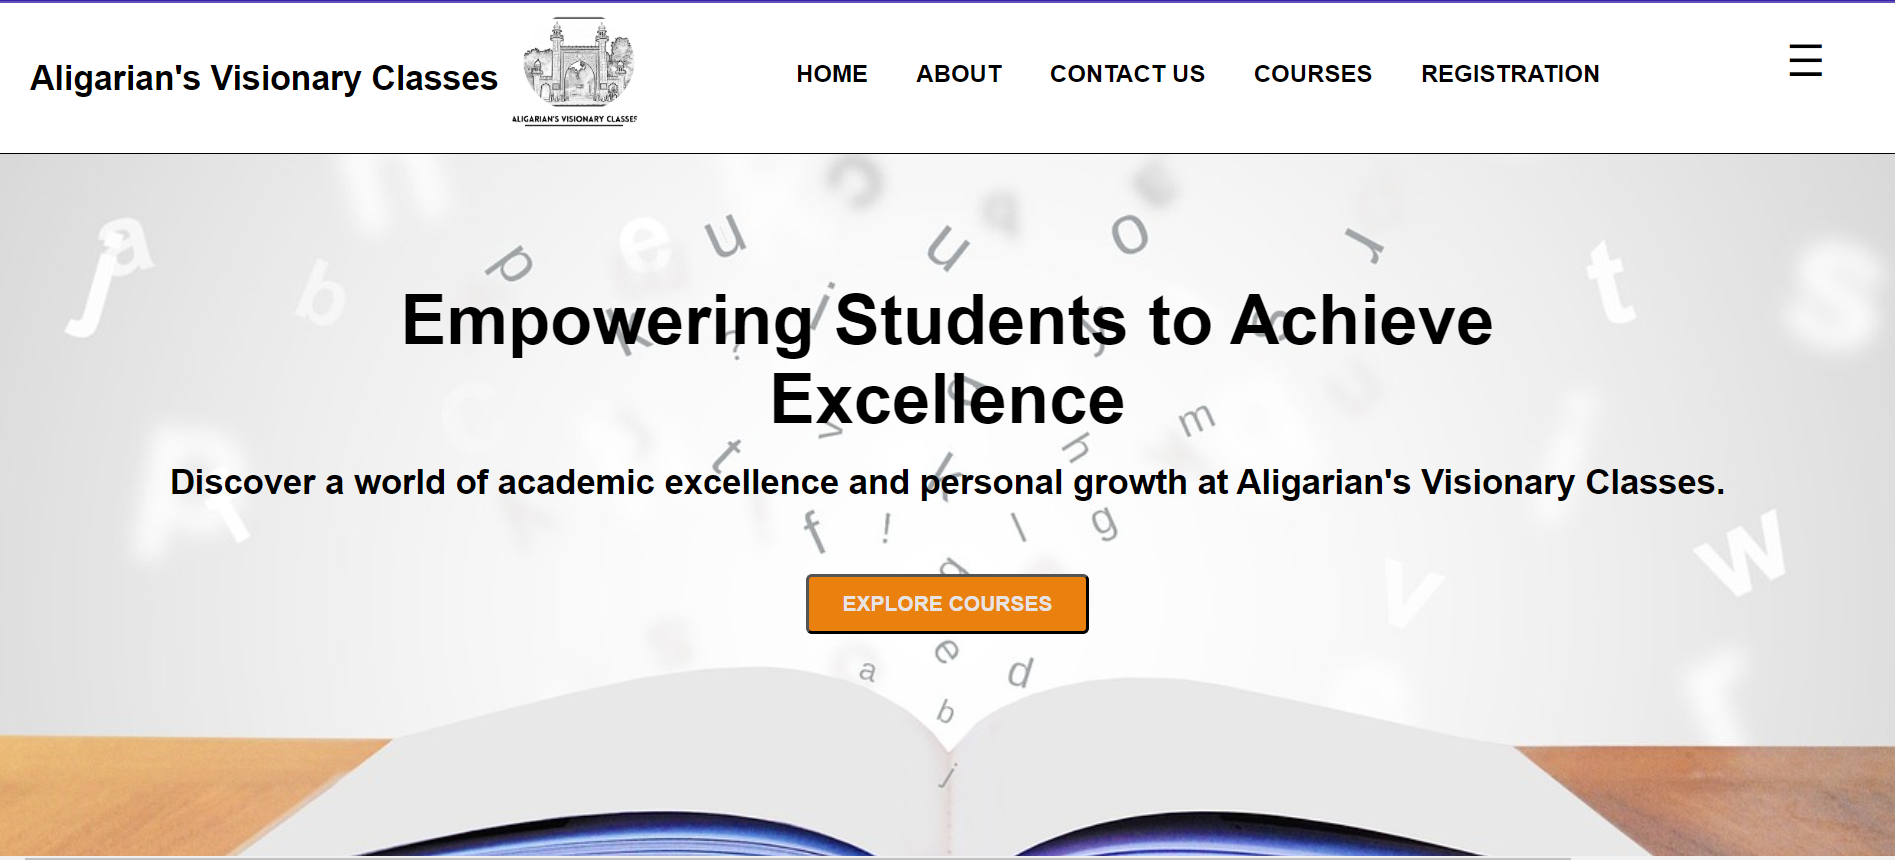 Aligarian's Visionary Classes
ALIGARIAN'S VISIONARY CLASSES
HOME ABOUT CONTACT US COURSES REGISTRATION
Empowering Students to Achieve
Excellence
Discover a world of academic excellence and personal growth at Aligarian's Visionary Classes.
EXPLORE COURSES